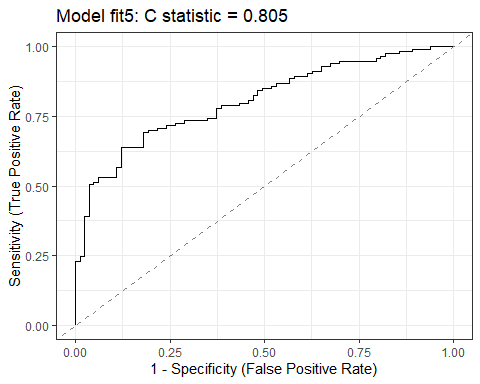 Model fit5: C statistic = 0.805
Sensitivity (True Positive Rate)
1.00
0.75
0.50
0.25
0.00
0.00 0.25 0.50 0.75 1.00
1 - Specificity (False Positive Rate)